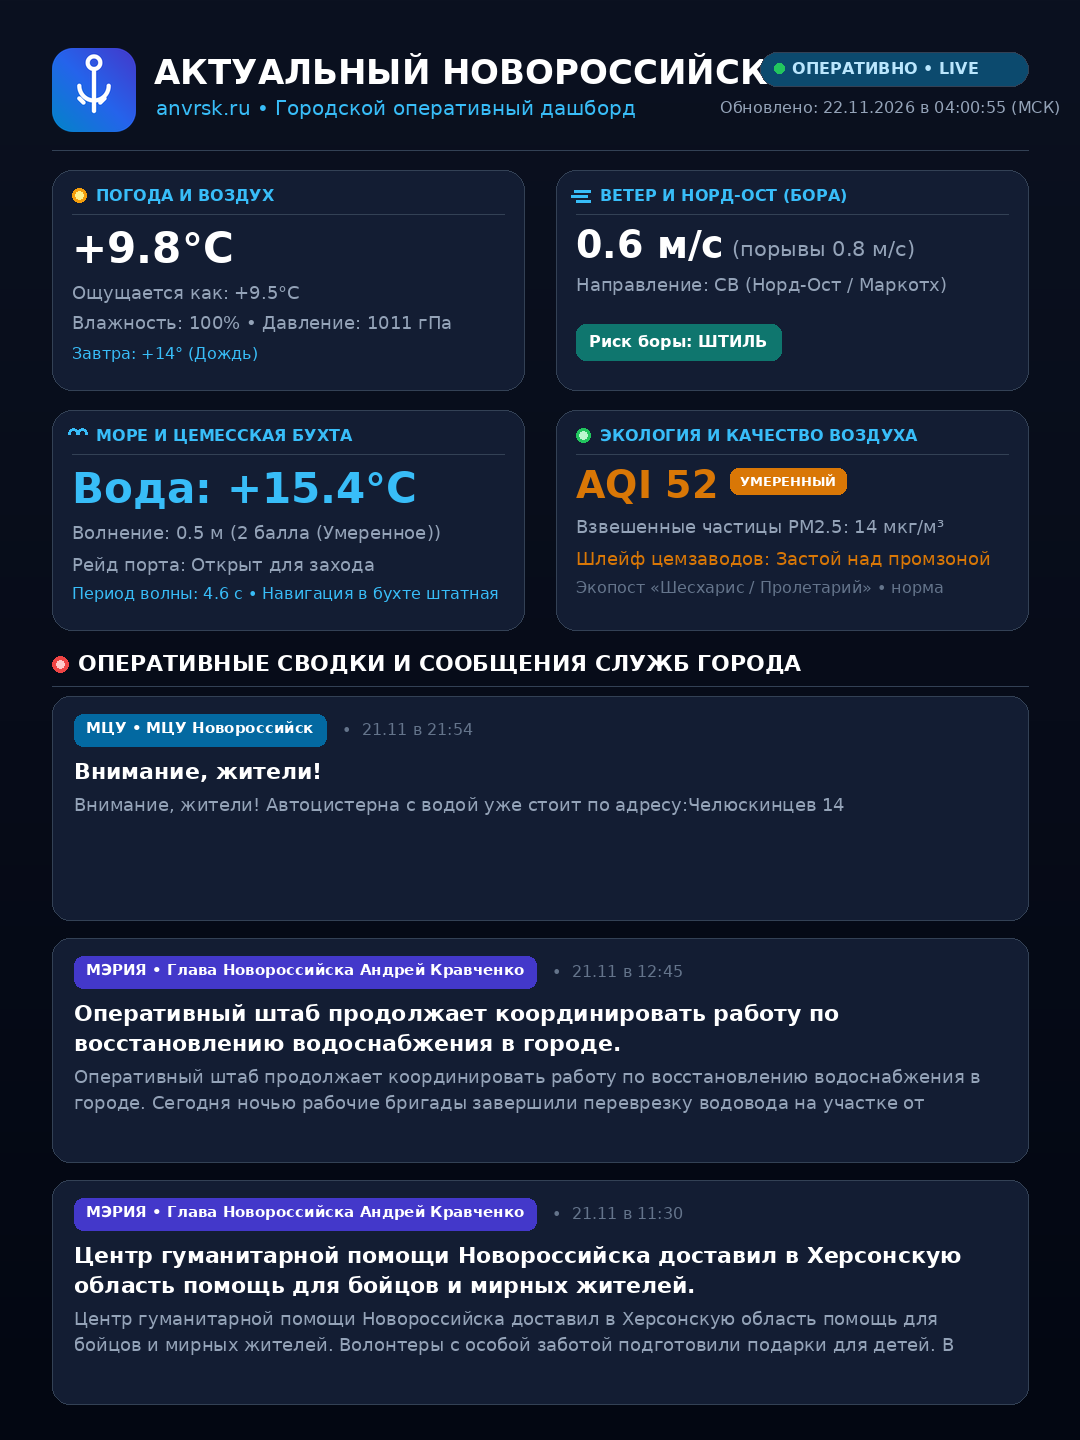 АКТУАЛЬНЫЙ НОВОРОССИЙСК
ОПЕРАТИВНО • LIVE
anvrsk.ru • Городской оперативный дашборд
Обновлено: 22.11.2026 в 04:00:55 (МСК)
ПОГОДА И ВОЗДУХ
+9.8°C
Ощущается как: +9.5°C
Влажность: 100% • Давление: 1011 гПа
Завтра: +14° (Дождь)
ВЕТЕР И НОРД-ОСТ (БОРА)
0.6 м/с (порывы 0.8 м/с)
Направление: СВ (Норд-Ост / Маркотх)
Риск боры: ШТИЛЬ
МОРЕ И ЦЕМЕССКАЯ БУХТА
Вода: +15.4°C
Волнение: 0.5 м (2 балла (Умеренное))
Рейд порта: Открыт для захода
Период волны: 4.6 с • Навигация в бухте штатная
ЭКОЛОГИЯ И КАЧЕСТВО ВОЗДУХА
AQI 52 УМЕРЕННЫЙ
Взвешенные частицы PM2.5: 14 мкг/м³
Шлейф цемзаводов: Застой над промзоной
Экопост «Шесхарис / Пролетарий» • норма
ОПЕРАТИВНЫЕ СВОДКИ И СООБЩЕНИЯ СЛУЖБ ГОРОДА
МЦУ • МЦУ Новороссийск • 21.11 в 21:54
Внимание, жители!
Внимание, жители! Автоцистерна с водой уже стоит по адресу:Челюскинцев 14
МЭРИЯ • Глава Новороссийска Андрей Кравченко • 21.11 в 12:45
Оперативный штаб продолжает координировать работу по
восстановлению водоснабжения в городе.
Оперативный штаб продолжает координировать работу по восстановлению водоснабжения в
городе. Сегодня ночью рабочие бригады завершили переврезку водовода на участке от
МЭРИЯ • Глава Новороссийска Андрей Кравченко • 21.11 в 11:30
Центр гуманитарной помощи Новороссийска доставил в Херсонскую
область помощь для бойцов и мирных жителей.
Центр гуманитарной помощи Новороссийска доставил в Херсонскую область помощь для
бойцов и мирных жителей. Волонтеры с особой заботой подготовили подарки для детей. В